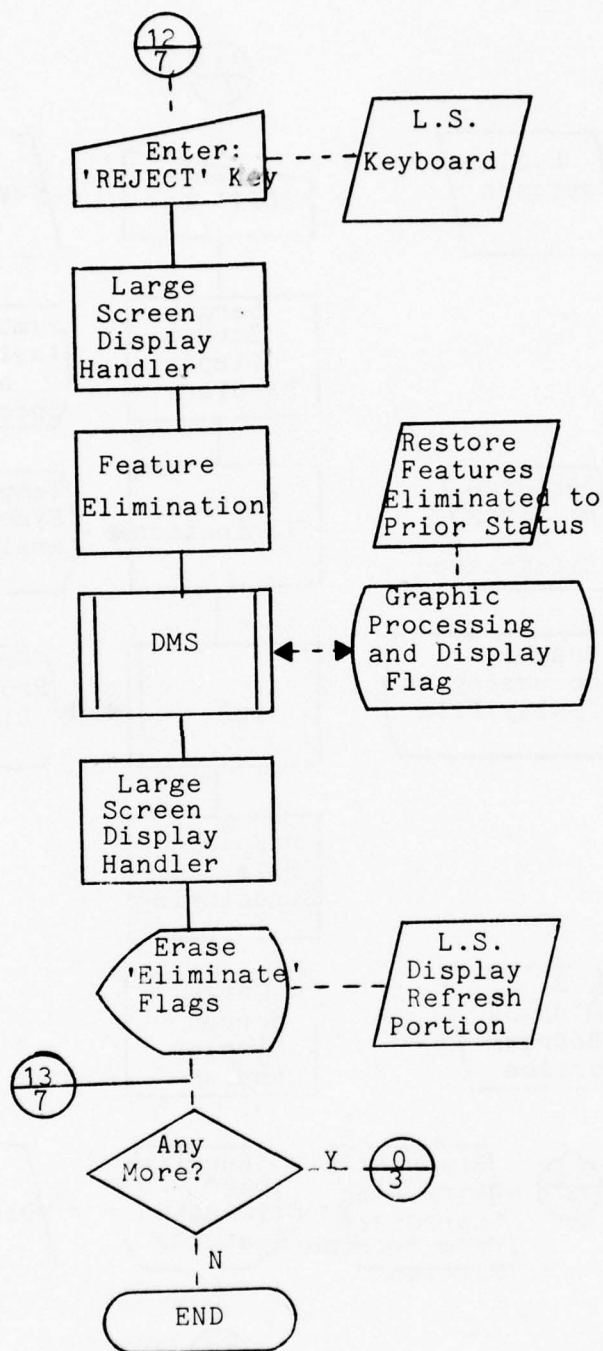 12
7
Enter:
'REJECT' Key
L.S.
Keyboard
Large
Screen
Display
Handler
Feature
Elimination
Restore
Features
Eliminated to
Prior Status
DMS
Graphic
Processing
and Display
Flag
Large
Screen
Display
Handler
Erase
'Eliminate'
Flags
L.S.
Display
Refresh
Portion
13
7
Any
More?
Y
0
3
N
END